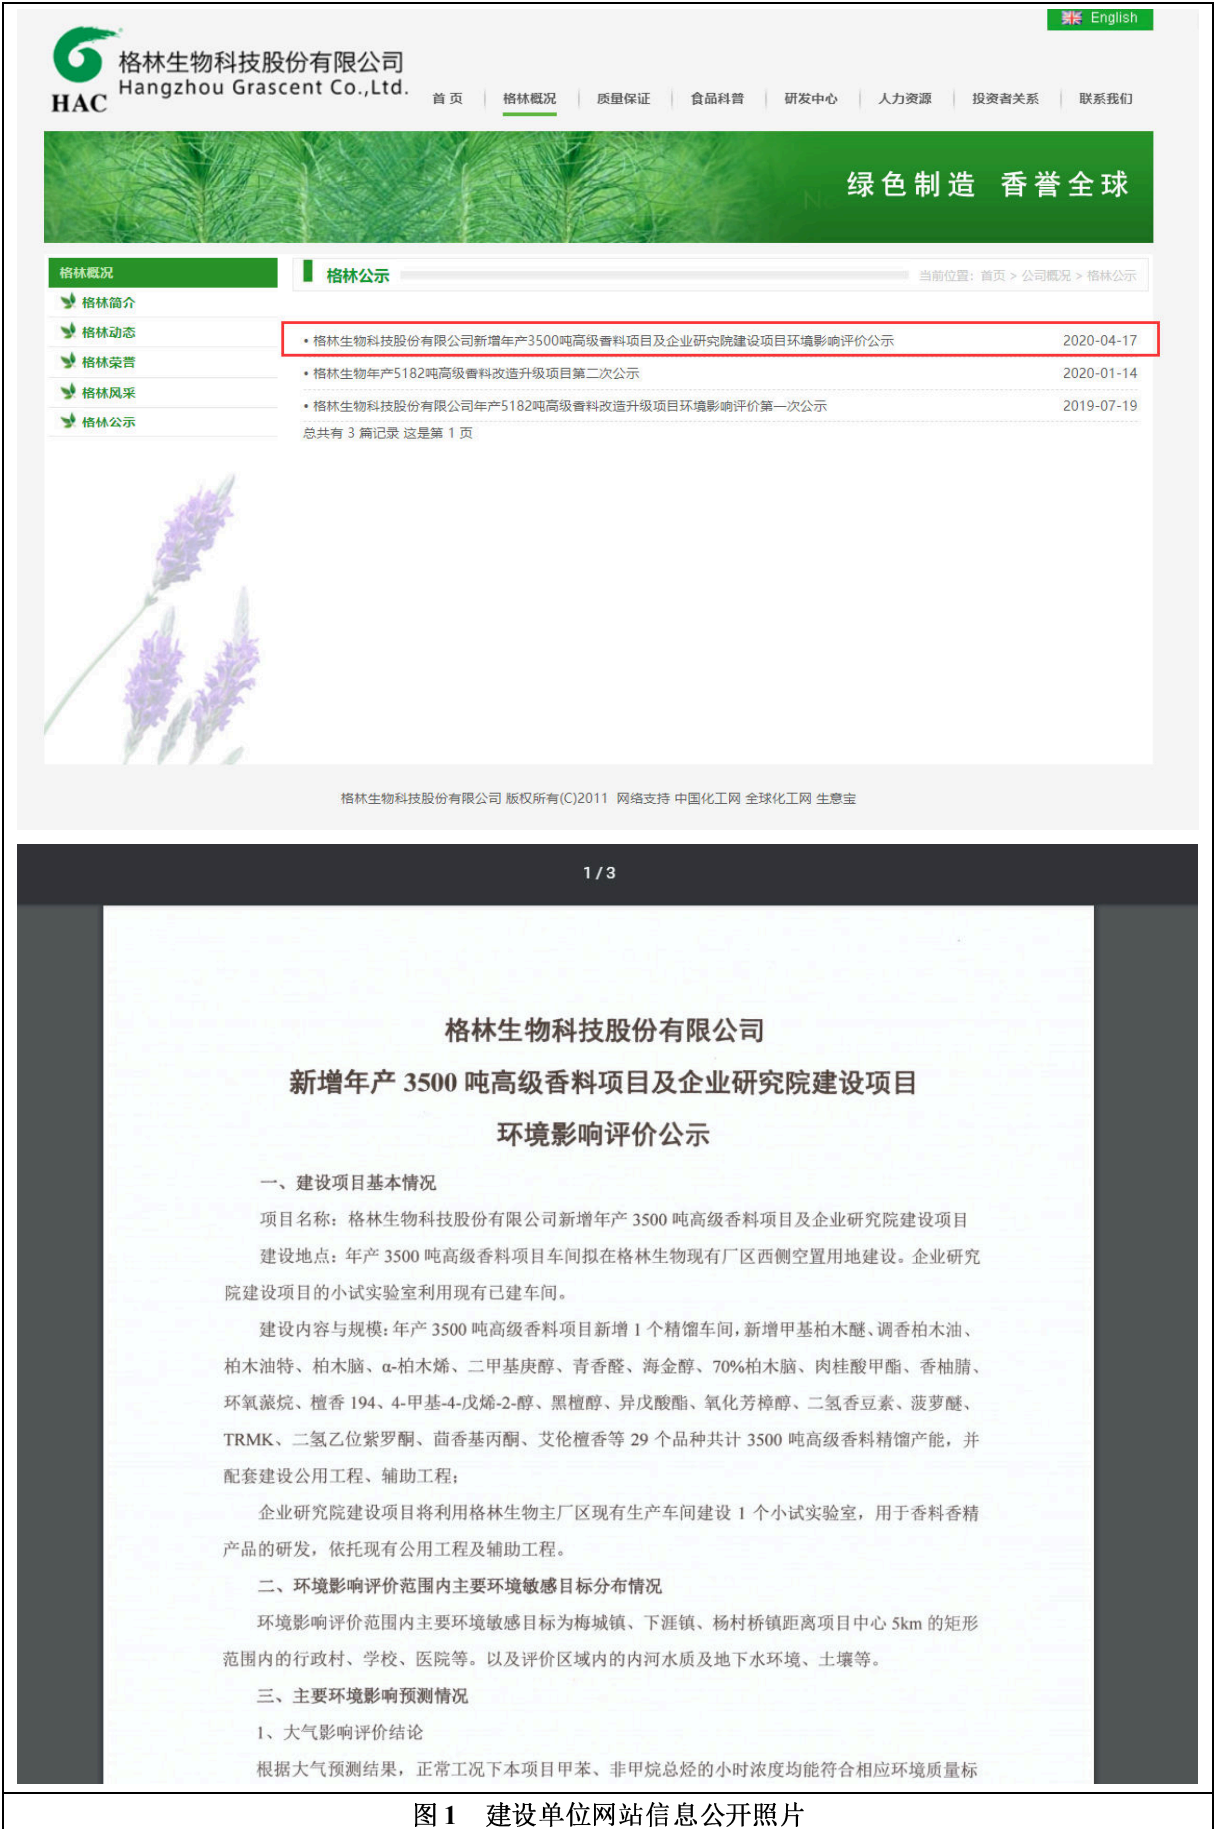 English
格林生物科技股份有限公司
Hangzhou Grascent Co.,Ltd.
HAC
首 页 格林概况 质量保证 食品科普 研发中心 人力资源 投资者关系 联系我们
绿色制造 香誉全球
格林概况
格林简介
格林动态
格林荣誉
格林风采
格林公示
格林公示
当前位置：首页 > 公司概况 > 格林公示
• 格林生物科技股份有限公司新增年产3500吨高级香料项目及企业研究院建设项目环境影响评价公示 2020-04-17
• 格林生物年产5182吨高级香料改造升级项目第二次公示 2020-01-14
• 格林生物科技股份有限公司年产5182吨高级香料改造升级项目环境影响评价第一次公示 2019-07-19
总共有 3 篇记录 这是第 1 页
格林生物科技股份有限公司 版权所有(C)2011 网络支持 中国化工网 全球化工网 生意宝
1 / 3
格林生物科技股份有限公司
新增年产 3500 吨高级香料项目及企业研究院建设项目
环境影响评价公示
一、建设项目基本情况
项目名称：格林生物科技股份有限公司新增年产 3500 吨高级香料项目及企业研究院建设项目
建设地点：年产 3500 吨高级香料项目车间拟在格林生物现有厂区西侧空置用地建设。企业研究
院建设项目的小试实验室利用现有已建车间。
建设内容与规模：年产 3500 吨高级香料项目新增 1 个精馏车间，新增甲基柏木醚、调香柏木油、
柏木油特、柏木脑、α-柏木烯、二甲基庚醇、青香醛、海金醇、70%柏木脑、肉桂酸甲酯、香柚腈、
环氧蒎烷、檀香 194、4-甲基-4-戊烯-2-醇、黑檀醇、异戊酸酯、氧化芳樟醇、二氢香豆素、菠萝醚、
TRMK、二氢乙位紫罗酮、茴香基丙酮、艾伦檀香等 29 个品种共计 3500 吨高级香料精馏产能，并
配套建设公用工程、辅助工程；
企业研究院建设项目将利用格林生物主厂区现有生产车间建设 1 个小试实验室，用于香料香精
产品的研发，依托现有公用工程及辅助工程。
二、环境影响评价范围内主要环境敏感目标分布情况
环境影响评价范围内主要环境敏感目标为梅城镇、下涯镇、杨村桥镇距离项目中心 5km 的矩形
范围内的行政村、学校、医院等。以及评价区域内的内河水质及地下水环境、土壤等。
三、主要环境影响预测情况
1、大气影响评价结论
根据大气预测结果，正常工况下本项目甲苯、非甲烷总烃的小时浓度均能符合相应环境质量标
图 1 建设单位网站信息公开照片